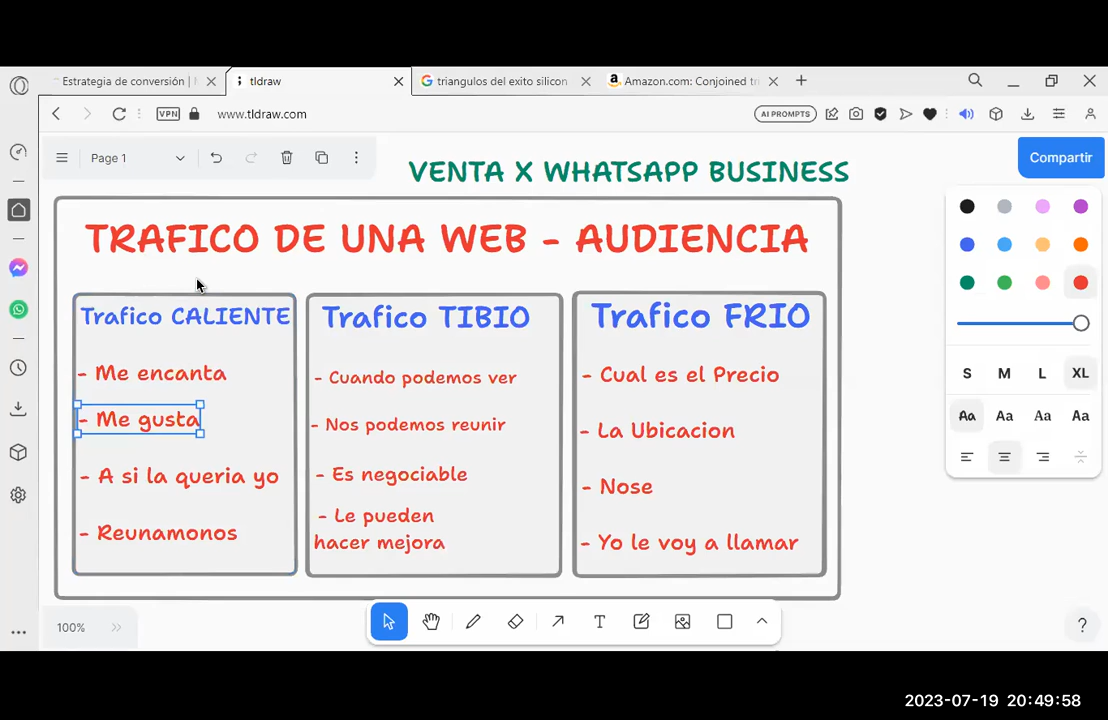 Estrategia de conversión |
tldraw
triangulos del exito silicon
Amazon.com: Conjoined tr
VPN
www.tldraw.com
AI PROMPTS
Page 1
VENTA X WHATSAPP BUSINESS
Compartir
TRAFICO DE UNA WEB - AUDIENCIA
Trafico CALIENTE
- Me encanta
- Me gusta
- A si la queria yo
- Reunamonos
Trafico TIBIO
- Cuando podemos ver
- Nos podemos reunir
- Es negociable
- Le pueden
hacer mejora
Trafico FRIO
- Cual es el Precio
- La Ubicacion
- Nose
- Yo le voy a llamar
S M L XL
Aa Aa Aa Aa
100%
T
?
2023-07-19 20:49:58